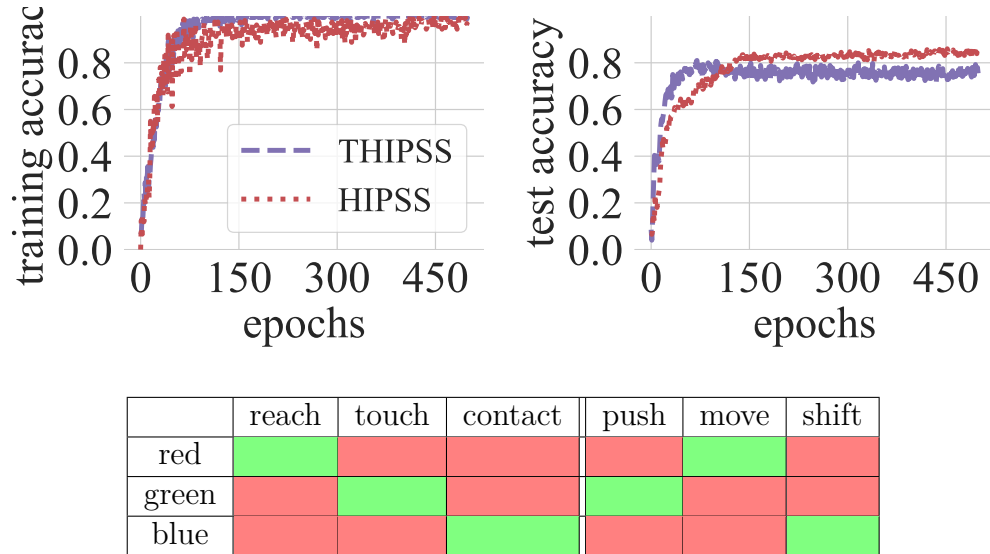 training accurac
0.8
0.6
0.4
0.2
0.0
0 150 300 450
epochs
THIPSS
HIPSS
test accuracy
0.8
0.6
0.4
0.2
0.0
0 150 300 450
epochs
reach touch contact push move shift
red
green
blue